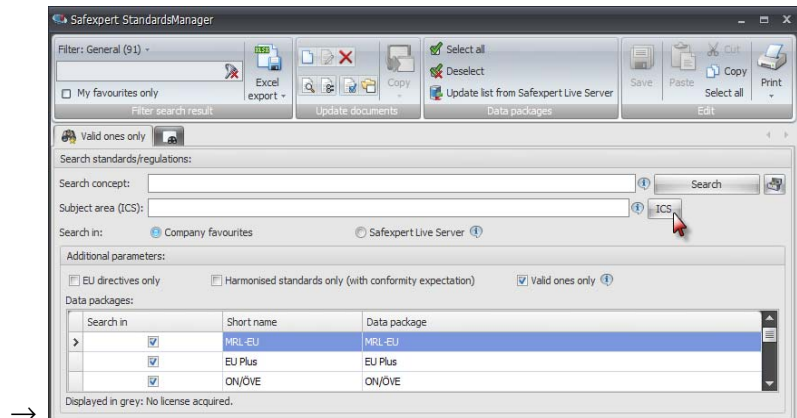 Safexpert StandardsManager
Filter: General (91)
My favourites only
Filter search result
Excel export
Copy
Update documents
Select all
Deselect
Update list from Safexpert Live Server
Data packages
Save
Paste
Cut
Copy
Select all
Print
Edit
Valid ones only
Search standards/regulations:
Search concept:
Search
Subject area (ICS):
ICS
Search in:
Company favourites
Safexpert Live Server
Additional parameters:
EU directives only
Harmonised standards only (with conformity expectation)
Valid ones only
Data packages:
Search in Short name Data package
MRL-EU MRL-EU
EU Plus EU Plus
ON/ÖVE ON/ÖVE
Displayed in grey: No license acquired.
→